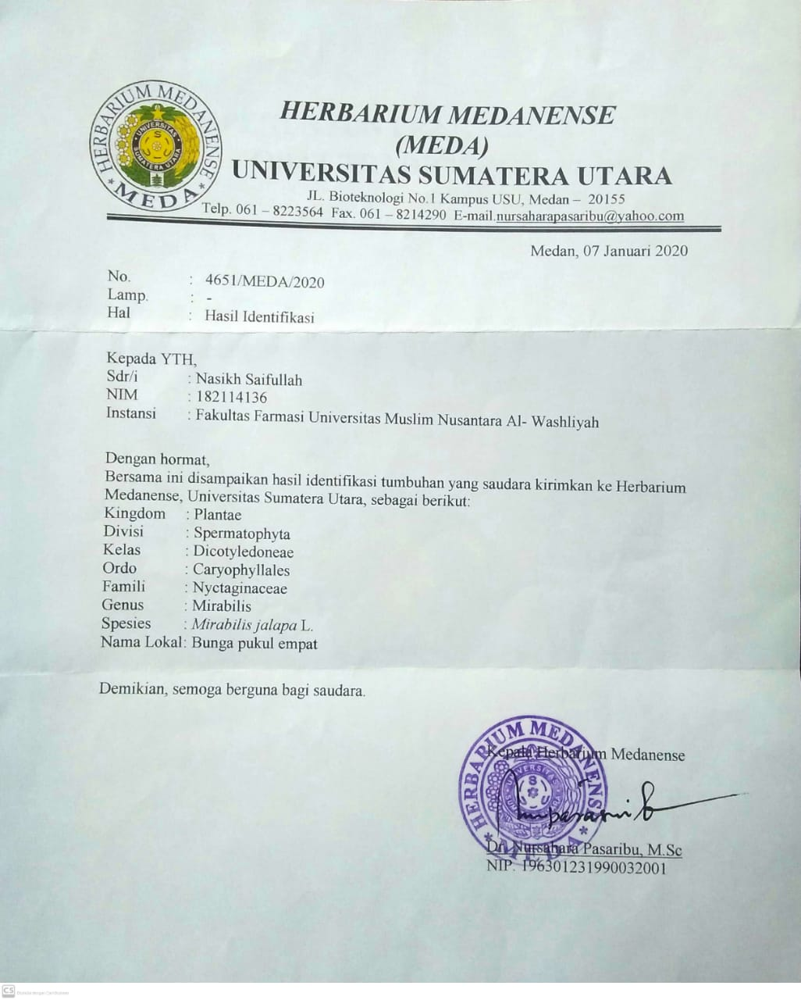 HERBARIUM MEDANENSE
MEDA
UNIVERSITAS
SUMATERA UTARA
HERBARIUM MEDANENSE
(MEDA)
UNIVERSITAS SUMATERA UTARA
JL. Bioteknologi No.1 Kampus USU, Medan – 20155
Telp. 061 – 8223564 Fax. 061 – 8214290 E-mail.nursaharapasaribu@yahoo.com
Medan, 07 Januari 2020
No. : 4651/MEDA/2020
Lamp. : -
Hal : Hasil Identifikasi
Kepada YTH,
Sdr/i : Nasikh Saifullah
NIM : 182114136
Instansi : Fakultas Farmasi Universitas Muslim Nusantara Al- Washliyah
Dengan hormat,
Bersama ini disampaikan hasil identifikasi tumbuhan yang saudara kirimkan ke Herbarium
Medanense, Universitas Sumatera Utara, sebagai berikut:
Kingdom : Plantae
Divisi : Spermatophyta
Kelas : Dicotyledoneae
Ordo : Caryophyllales
Famili : Nyctaginaceae
Genus : Mirabilis
Spesies : Mirabilis jalapa L.
Nama Lokal: Bunga pukul empat
Demikian, semoga berguna bagi saudara.
Kepala Herbarium Medanense
HERBARIUM MEDANENSE
MEDA
UNIVERSITAS
Dr. Nursahara Pasaribu, M.Sc
NIP. 196301231990032001
CS